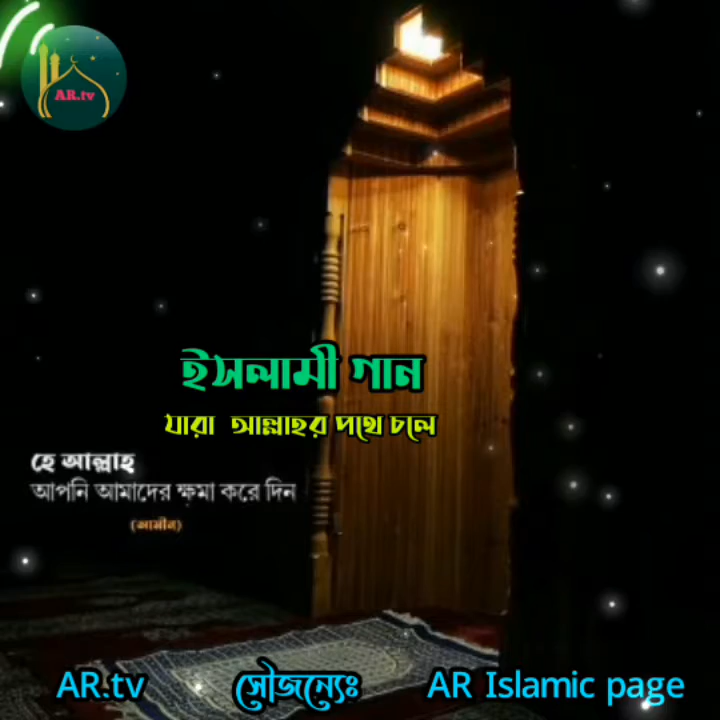 AR.tv
ইসলামী গান
যারা আল্লাহর পথে চলে
হে আল্লাহ
আপনি আমাদের ক্ষমা করে দিন
(আমীন)
AR.tv সৌজন্যেঃ AR Islamic page